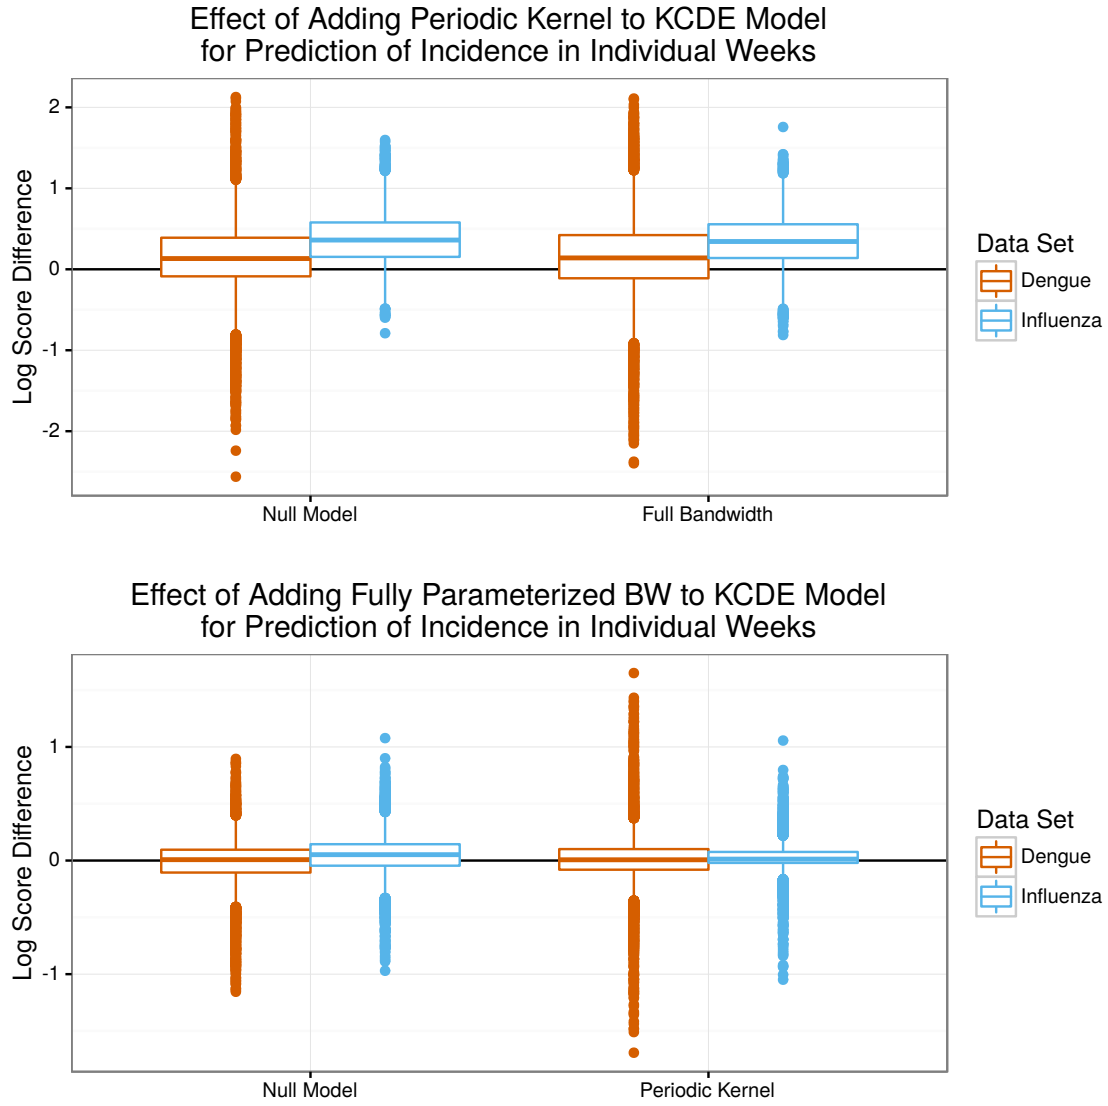 Effect of Adding Periodic Kernel to KCDE Model
for Prediction of Incidence in Individual Weeks
Log Score Difference
2
1
0
-1
-2
Null Model
Full Bandwidth
Data Set
Dengue
Influenza
Effect of Adding Fully Parameterized BW to KCDE Model
for Prediction of Incidence in Individual Weeks
Log Score Difference
1
0
-1
Null Model
Periodic Kernel
Data Set
Dengue
Influenza